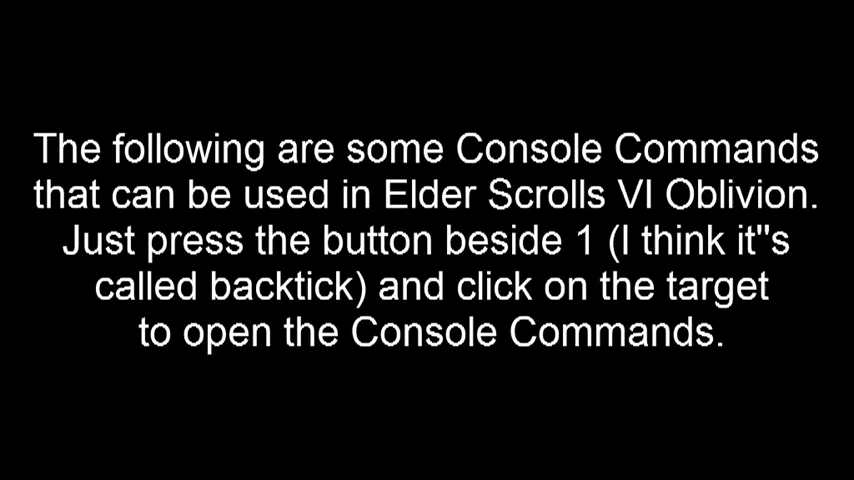 The following are some Console Commands
that can be used in Elder Scrolls VI Oblivion.
Just press the button beside 1 (I think it''s
called backtick) and click on the target
to open the Console Commands.